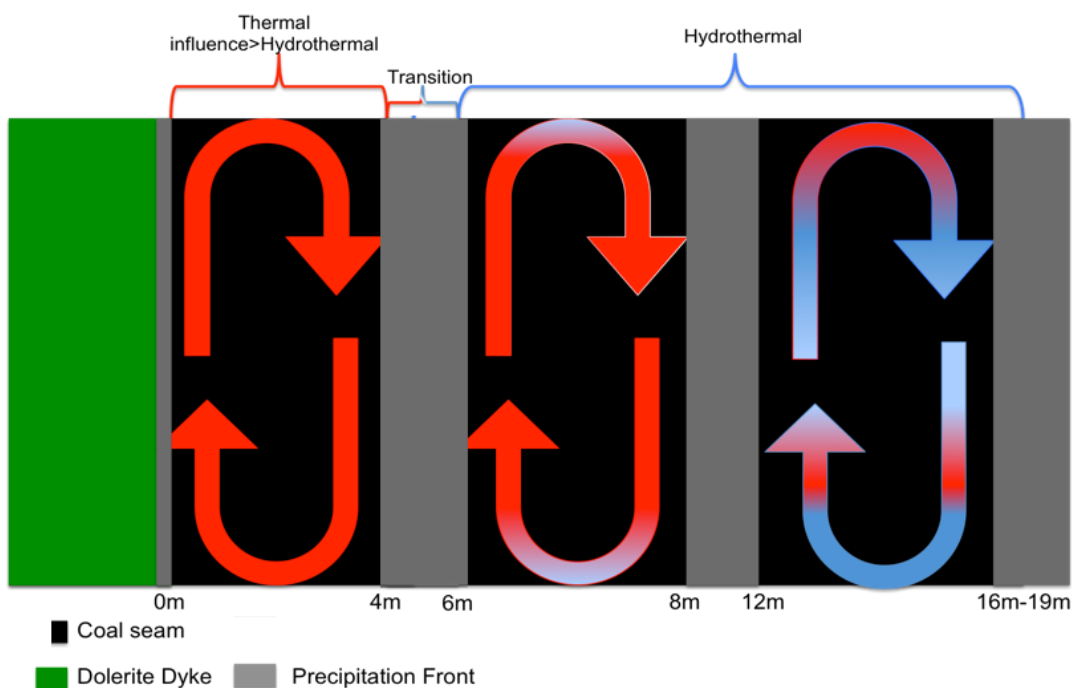 Thermal
influence>Hydrothermal
Transition
Hydrothermal
0m
4m
6m
8m
12m
16m-19m
Coal seam
Dolerite Dyke
Precipitation Front